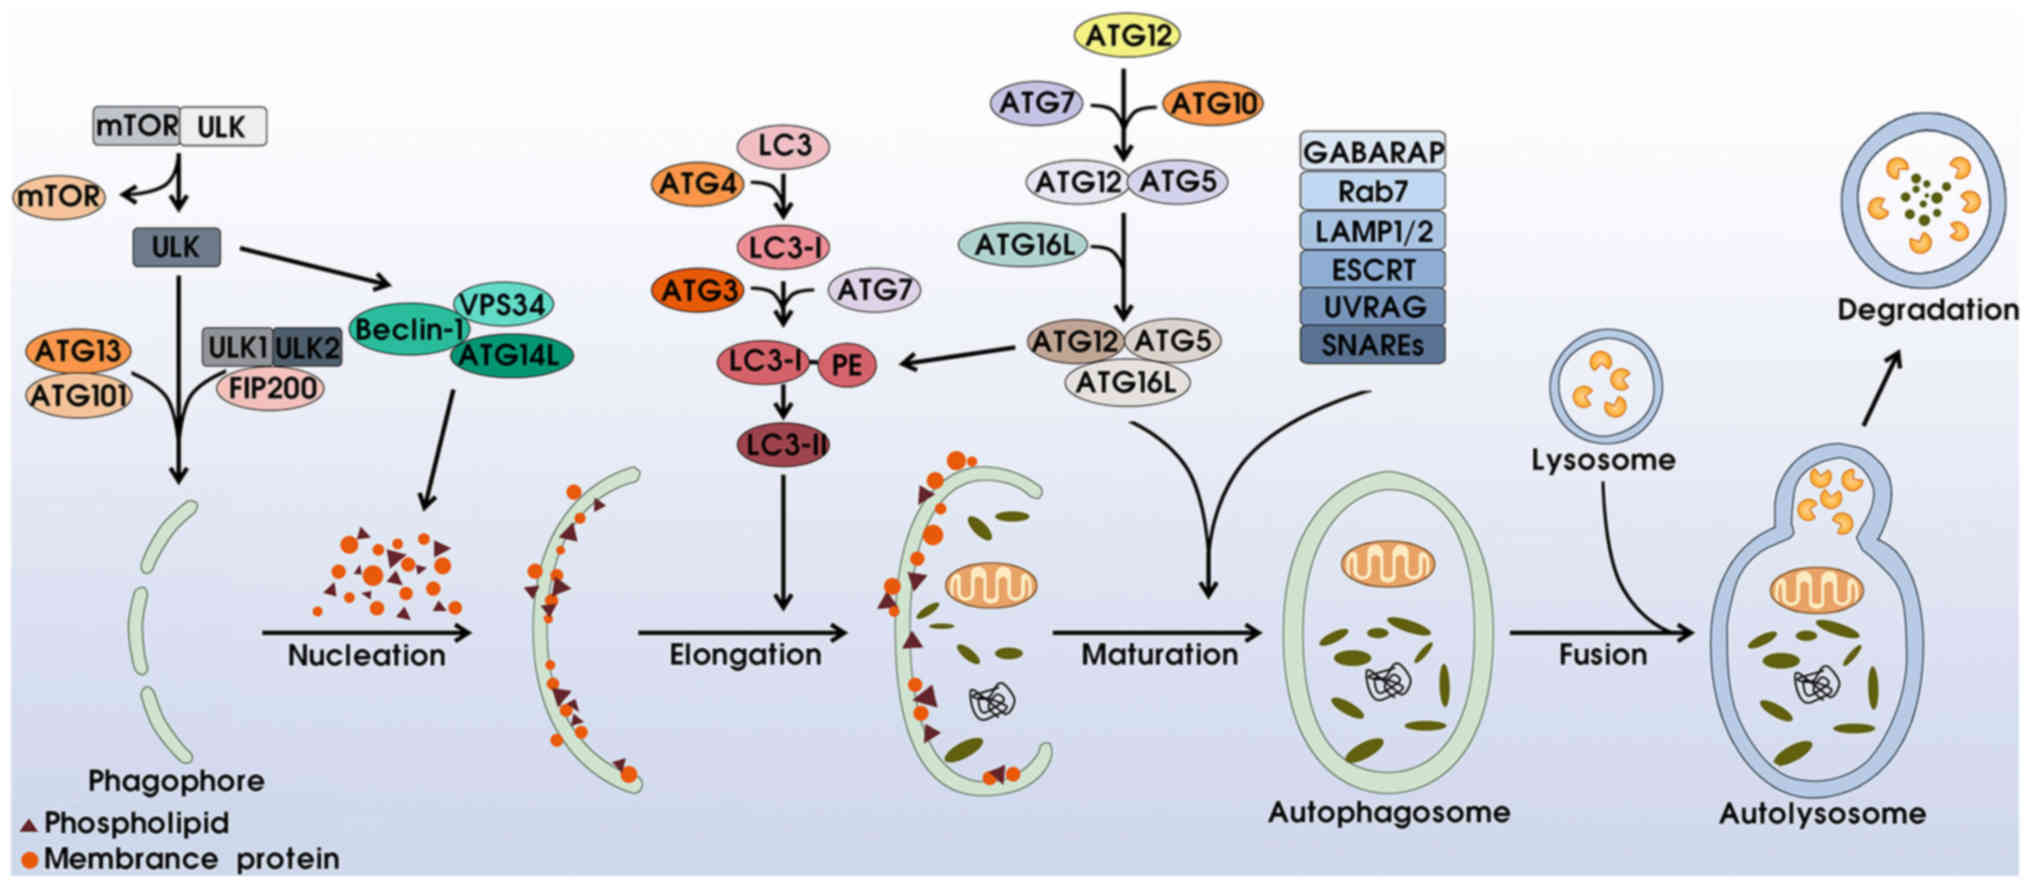 mTOR ULK
mTOR
ULK
ATG13
ATG101
ULK1 ULK2
FIP200
Beclin-1
VPS34
ATG14L
Phagophore
Phospholipid
Membrance protein
Nucleation
LC3
ATG4
LC3-I
ATG3
ATG7
LC3-I PE
LC3-II
Elongation
ATG12
ATG7
ATG10
ATG12 ATG5
ATG16L
ATG12 ATG5
ATG16L
Maturation
GABARAP
Rab7
LAMP1/2
ESCRT
UVRAG
SNAREs
Autophagosome
Lysosome
Fusion
Autolysosome
Degradation